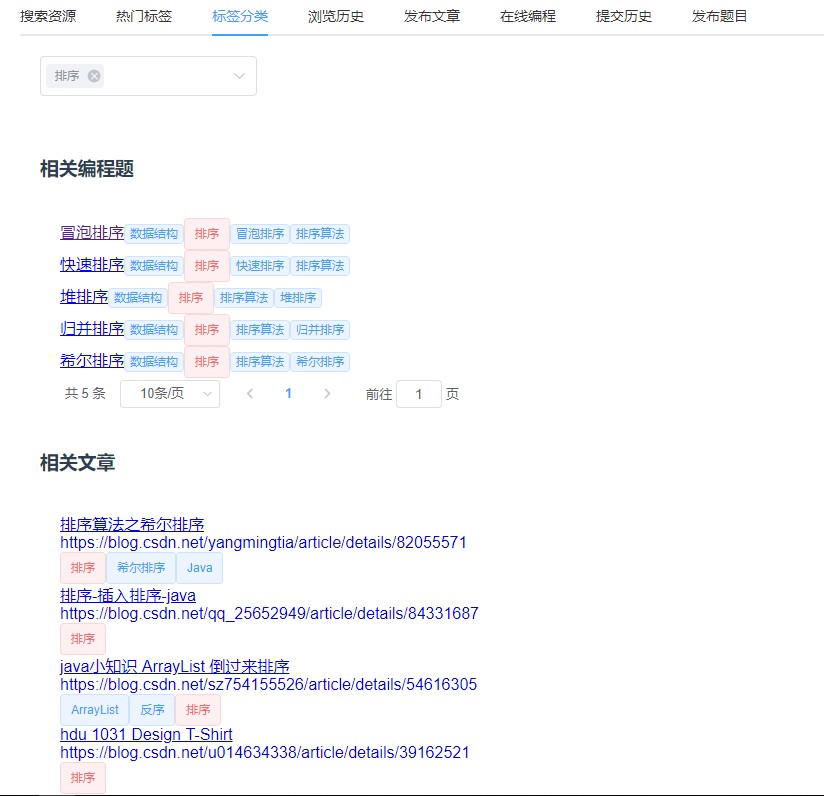 搜索资源 热门标签 标签分类 浏览历史 发布文章 在线编程 提交历史 发布题目
排序
相关编程题
冒泡排序 数据结构 排序 冒泡排序 排序算法
快速排序 数据结构 排序 快速排序 排序算法
堆排序 数据结构 排序 排序算法 堆排序
归并排序 数据结构 排序 排序算法 归并排序
希尔排序 数据结构 排序 排序算法 希尔排序
共 5 条 10条/页 1 前往 1 页
相关文章
排序算法之希尔排序
https://blog.csdn.net/yangmingtia/article/details/82055571
排序 希尔排序 Java
排序-插入排序-java
https://blog.csdn.net/qq_25652949/article/details/84331687
排序
java小知识 ArrayList 倒过来排序
https://blog.csdn.net/sz754155526/article/details/54616305
ArrayList 反序 排序
hdu 1031 Design T-Shirt
https://blog.csdn.net/u014634338/article/details/39162521
排序